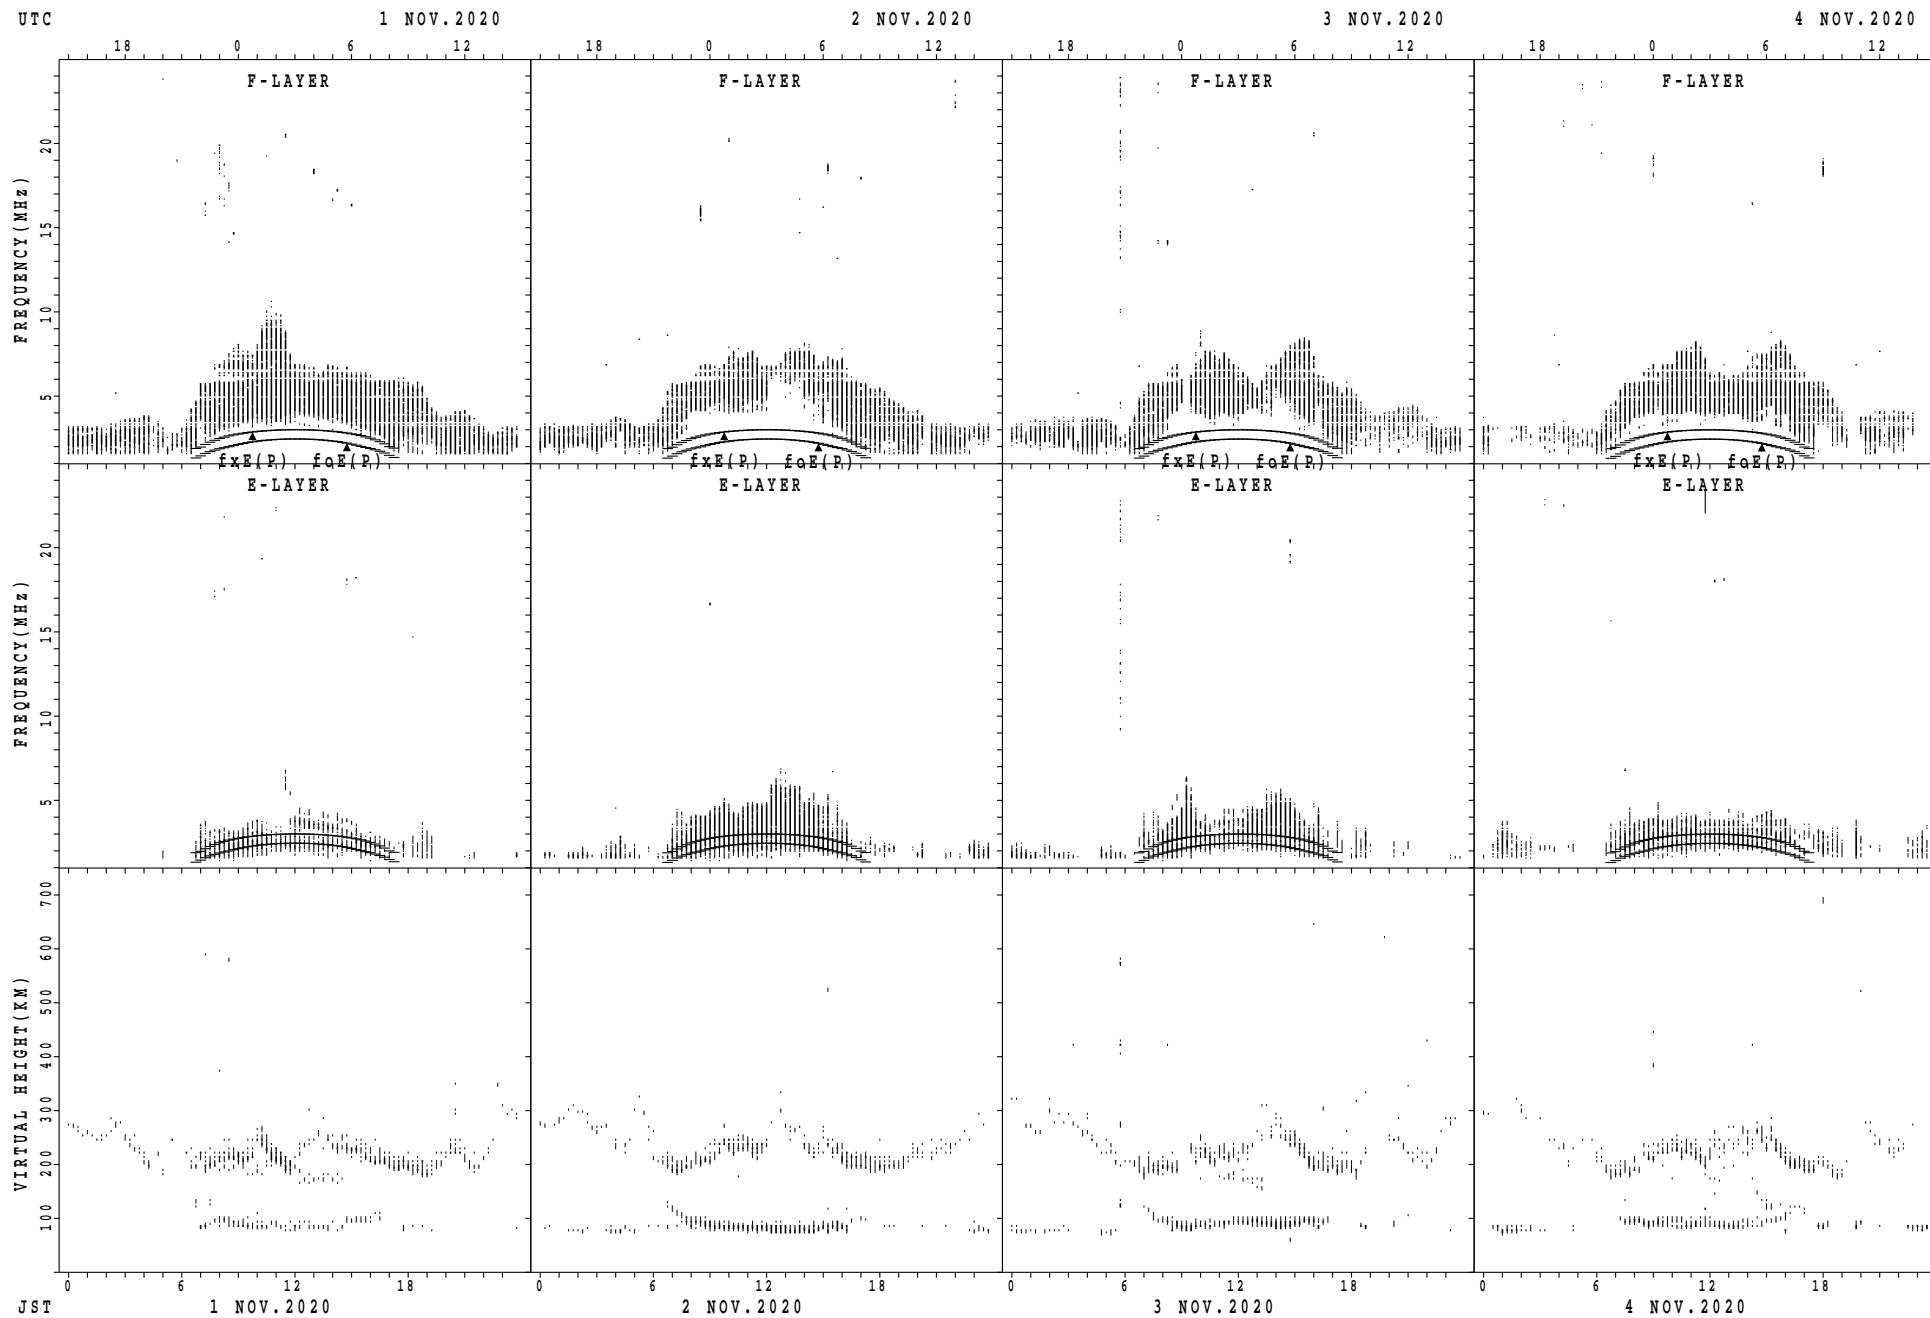 UTC 1 NOV.2020 2 NOV.2020 3 NOV.2020 4 NOV.2020
18 0 6 12 18 0 6 12 18 0 6 12 18 0 6 12
F-LAYER F-LAYER F-LAYER F-LAYER
FREQUENCY(MHz)
20
15
10
5
fxE(P) foE(P) fxE(P) foE(P) fxE(P) foE(P) fxE(P) foE(P)
E-LAYER E-LAYER E-LAYER E-LAYER
FREQUENCY(MHz)
20
15
10
5
VIRTUAL HEIGHT(KM)
700
600
500
400
300
200
100
0 6 12 18 0 6 12 18 0 6 12 18 0 6 12 18
JST 1 NOV.2020 2 NOV.2020 3 NOV.2020 4 NOV.2020